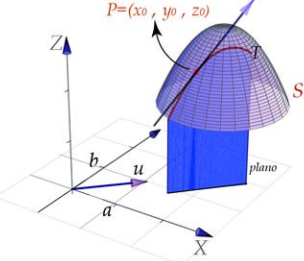 P=(x₀ , y₀ , z₀)
Z
T
S
b
u
plano
a
X